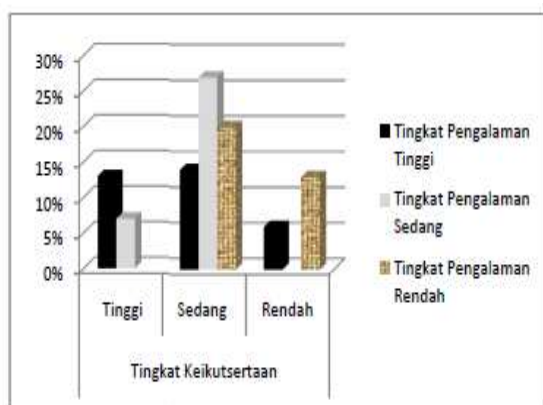 30%
25%
20%
15%
10%
5%
0%
Tinggi
Sedang
Rendah
Tingkat Keikutsertaan
Tingkat Pengalaman
Tinggi
Tingkat Pengalaman
Sedang
Tingkat Pengalaman
Rendah